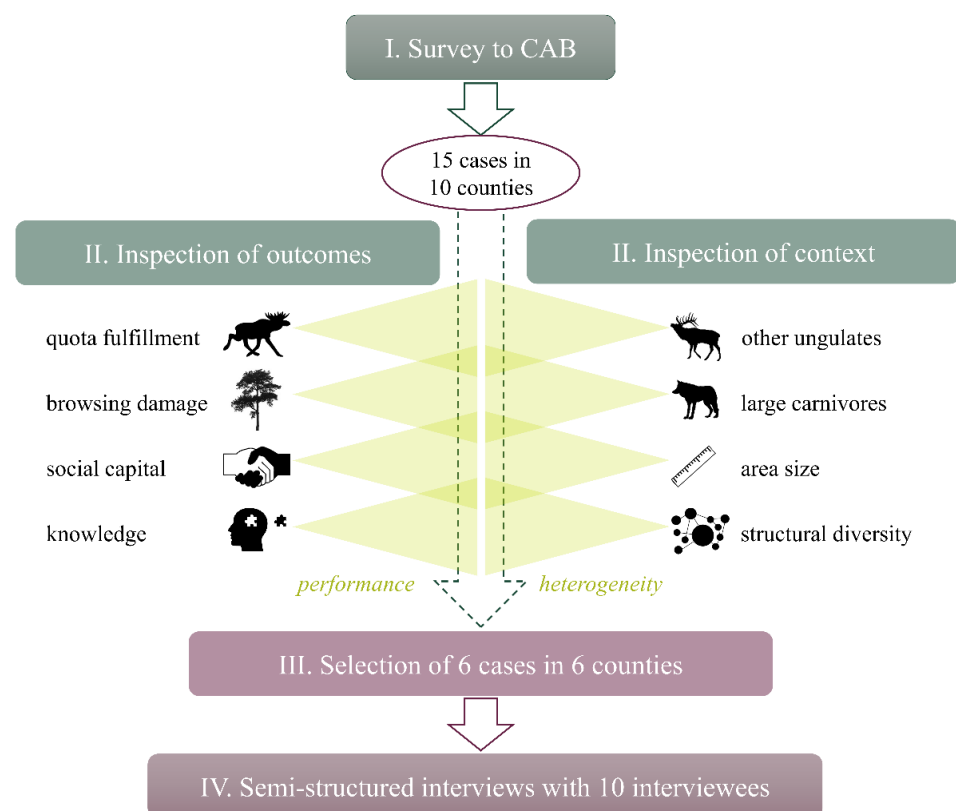 I. Survey to CAB
15 cases in
10 counties
II. Inspection of outcomes
II. Inspection of context
quota fulfillment
other ungulates
browsing damage
large carnivores
social capital
area size
knowledge
structural diversity
performance
heterogeneity
III. Selection of 6 cases in 6 counties
IV. Semi-structured interviews with 10 interviewees